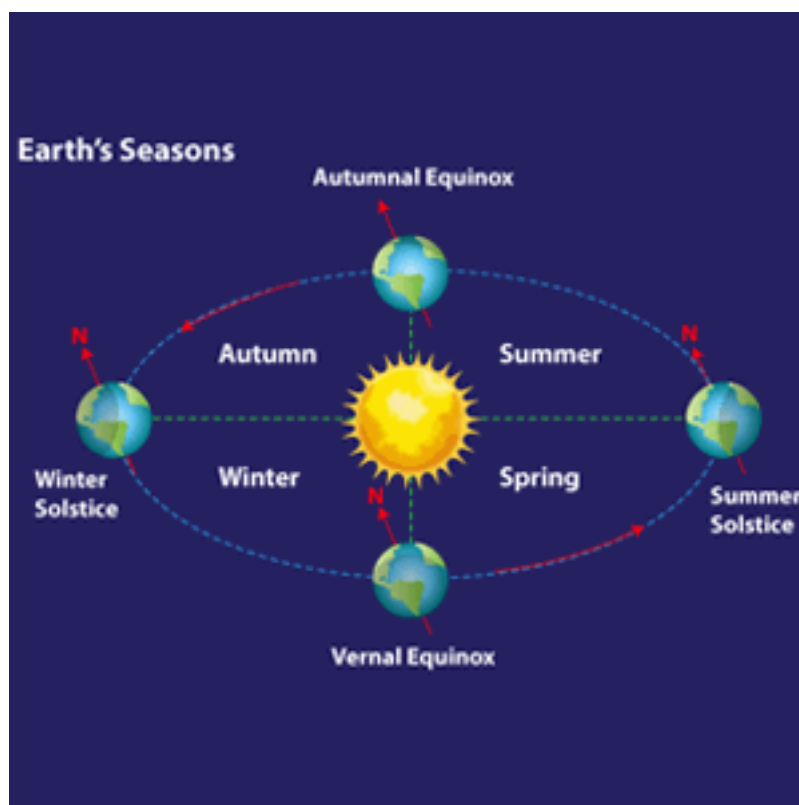 Earth's Seasons
Autumnal Equinox
N
N
Autumn
Summer
Winter
Spring
N
Winter
Solstice
Summer
Solstice
Vernal Equinox